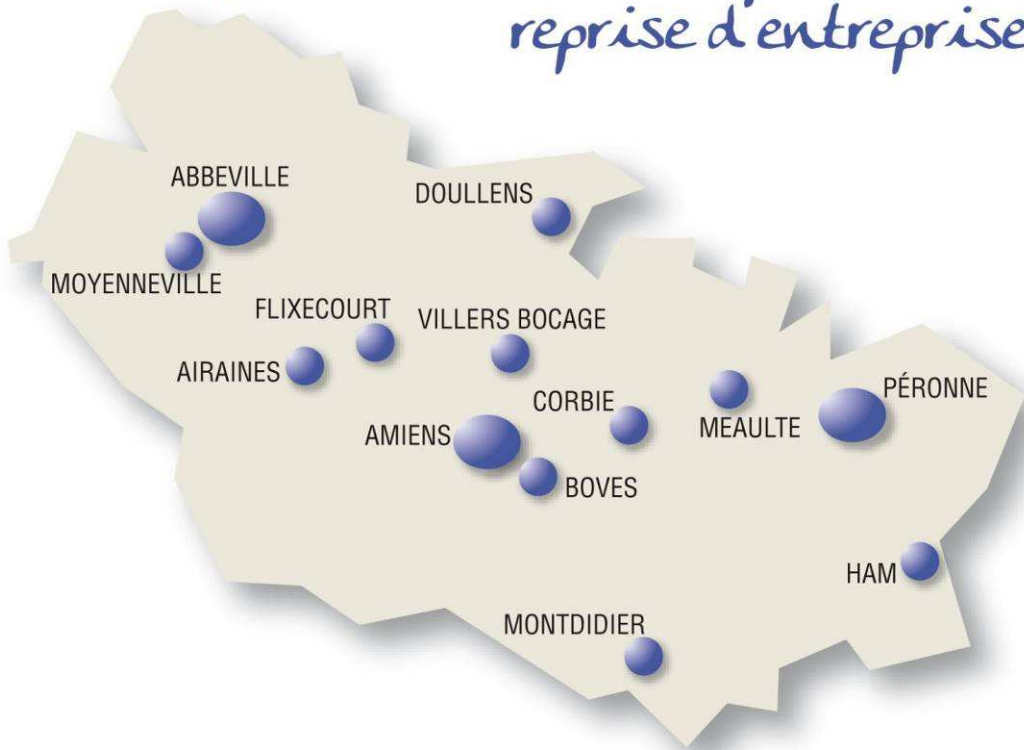 reprise d'entreprise
ABBEVILLE
DOULLENS
MOYENNEVILLE
FLIXECOURT
VILLERS BOCAGE
AIRAINES
CORBIE
PÉRONNE
AMIENS
MEAULTE
BOVES
HAM
MONTDIDIER